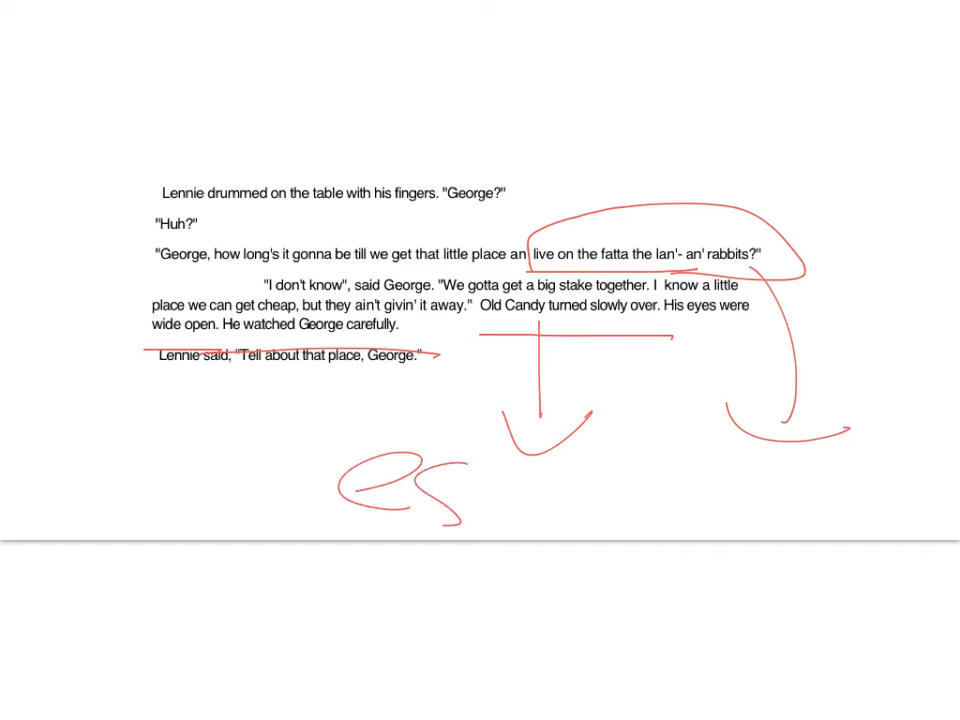 Lennie drummed on the table with his fingers. "George?"
"Huh?"
"George, how long's it gonna be till we get that little place an live on the fatta the lan'- an' rabbits?"
"I don't know", said George. "We gotta get a big stake together. I know a little
place we can get cheap, but they ain't givin' it away." Old Candy turned slowly over. His eyes were
wide open. He watched George carefully.
Lennie said, "Tell about that place, George."
es